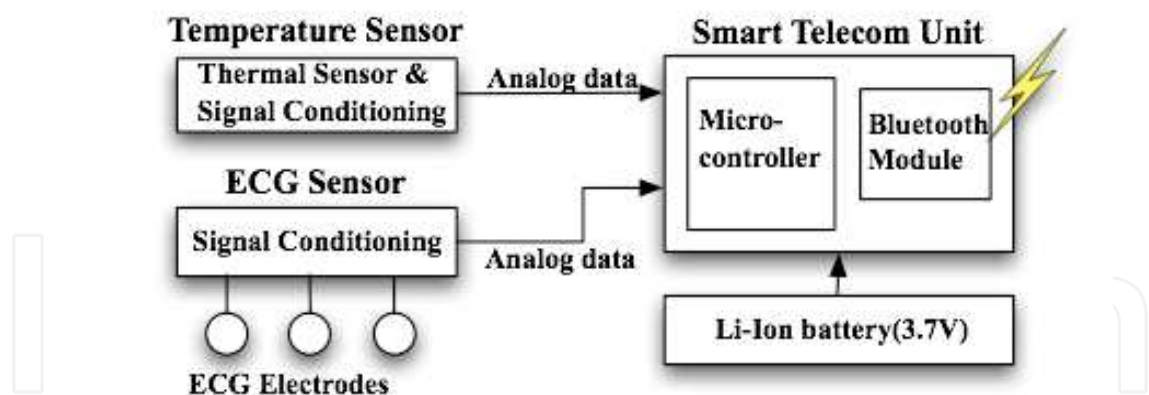 Temperature Sensor
Thermal Sensor &
Signal Conditioning
Analog data
ECG Sensor
Signal Conditioning
Analog data
ECG Electrodes
Smart Telecom Unit
Micro-
controller
Bluetooth
Module
Li-Ion battery(3.7V)